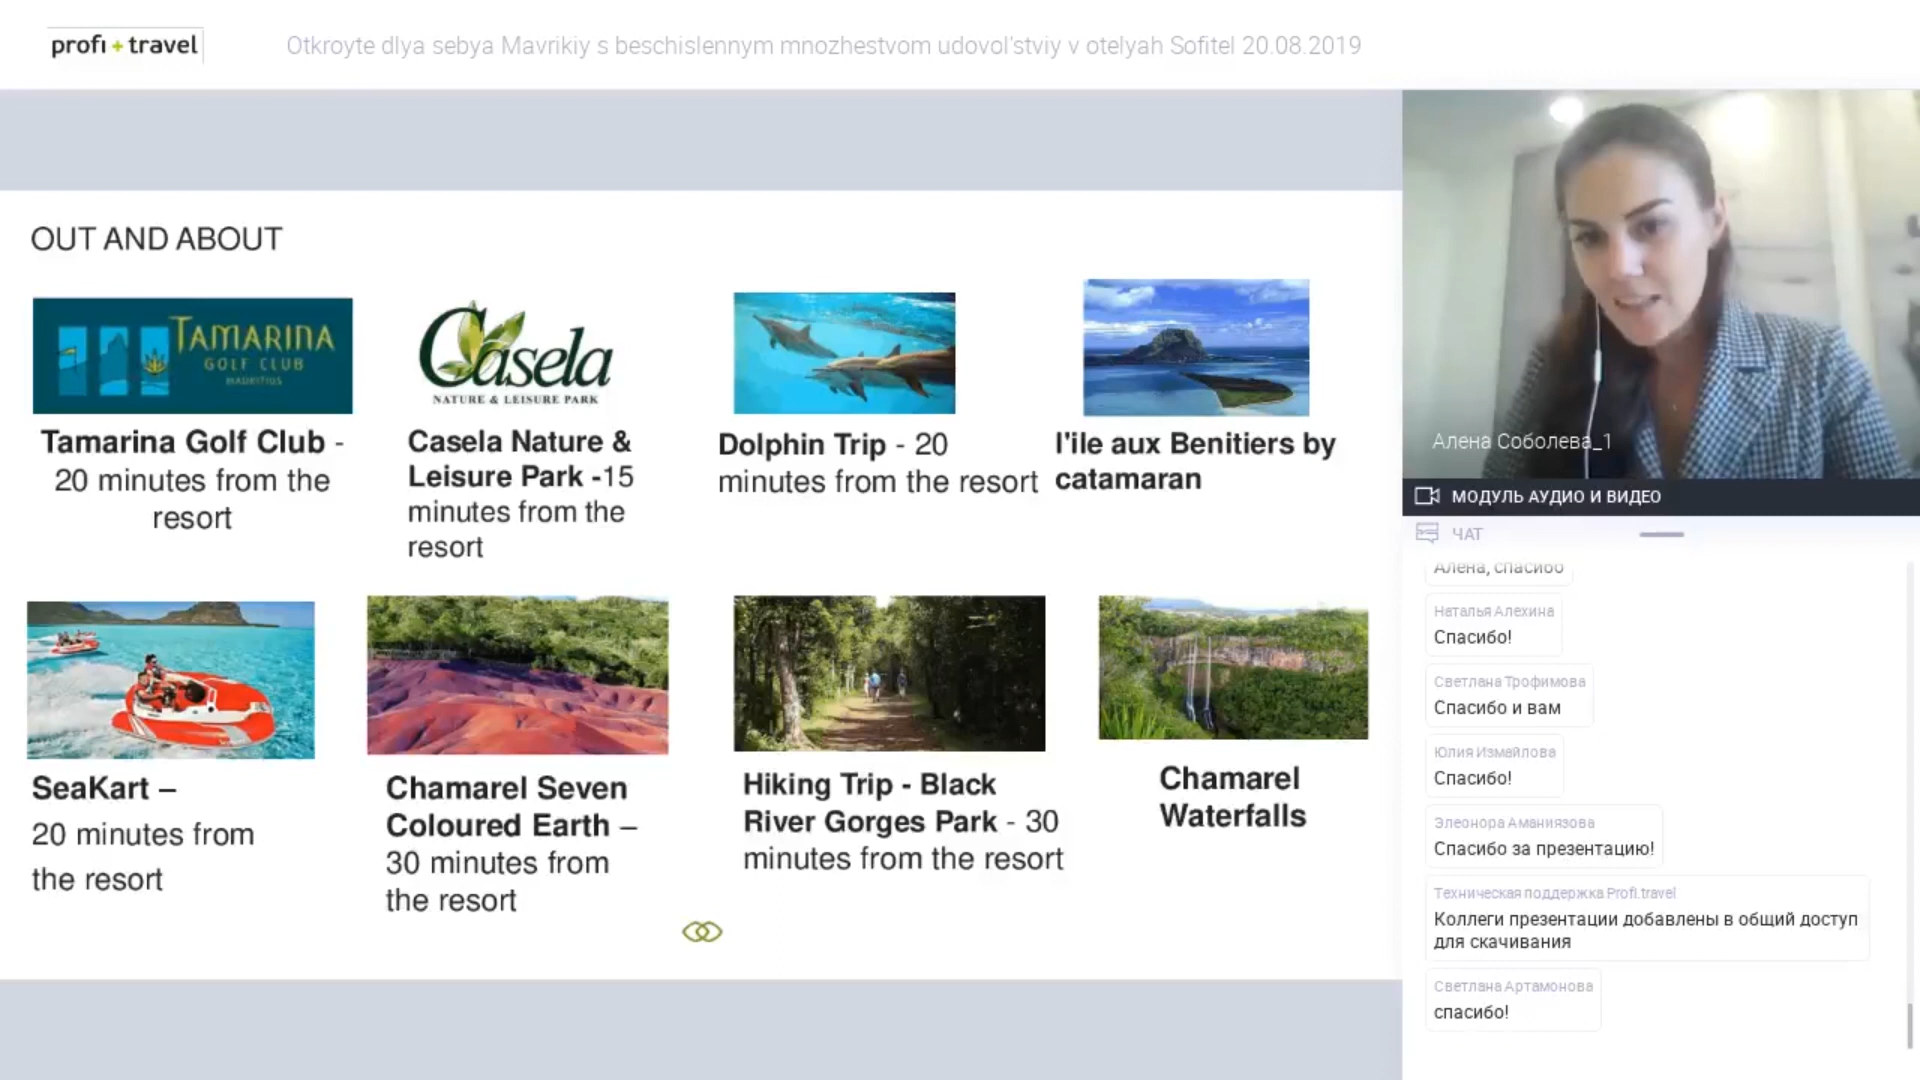 profi + travel
Otkroyte dlya sebya Mavrikiy s beschislennym mnozhestvom udovol'stviy v otelyah Sofitel 20.08.2019
OUT AND ABOUT
TAMARINA
GOLF CLUB
MAURITIUS
Tamarina Golf Club -
20 minutes from the
resort
Casela
NATURE & LEISURE PARK
Casela Nature &
Leisure Park -15
minutes from the
resort
Dolphin Trip - 20
minutes from the resort
l'ile aux Benitiers by
catamaran
SeaKart –
20 minutes from
the resort
Chamarel Seven
Coloured Earth –
30 minutes from
the resort
Hiking Trip - Black
River Gorges Park - 30
minutes from the resort
Chamarel
Waterfalls
Алена Соболева_1
МОДУЛЬ АУДИО И ВИДЕО
ЧАТ
Алена, спасибо
Наталья Алехина
Спасибо!
Светлана Трофимова
Спасибо и вам
Юлия Измайлова
Спасибо!
Элеонора Аманиязова
Спасибо за презентацию!
Техническая поддержка Profi.travel
Коллеги презентации добавлены в общий доступ
для скачивания
Светлана Артамонова
спасибо!